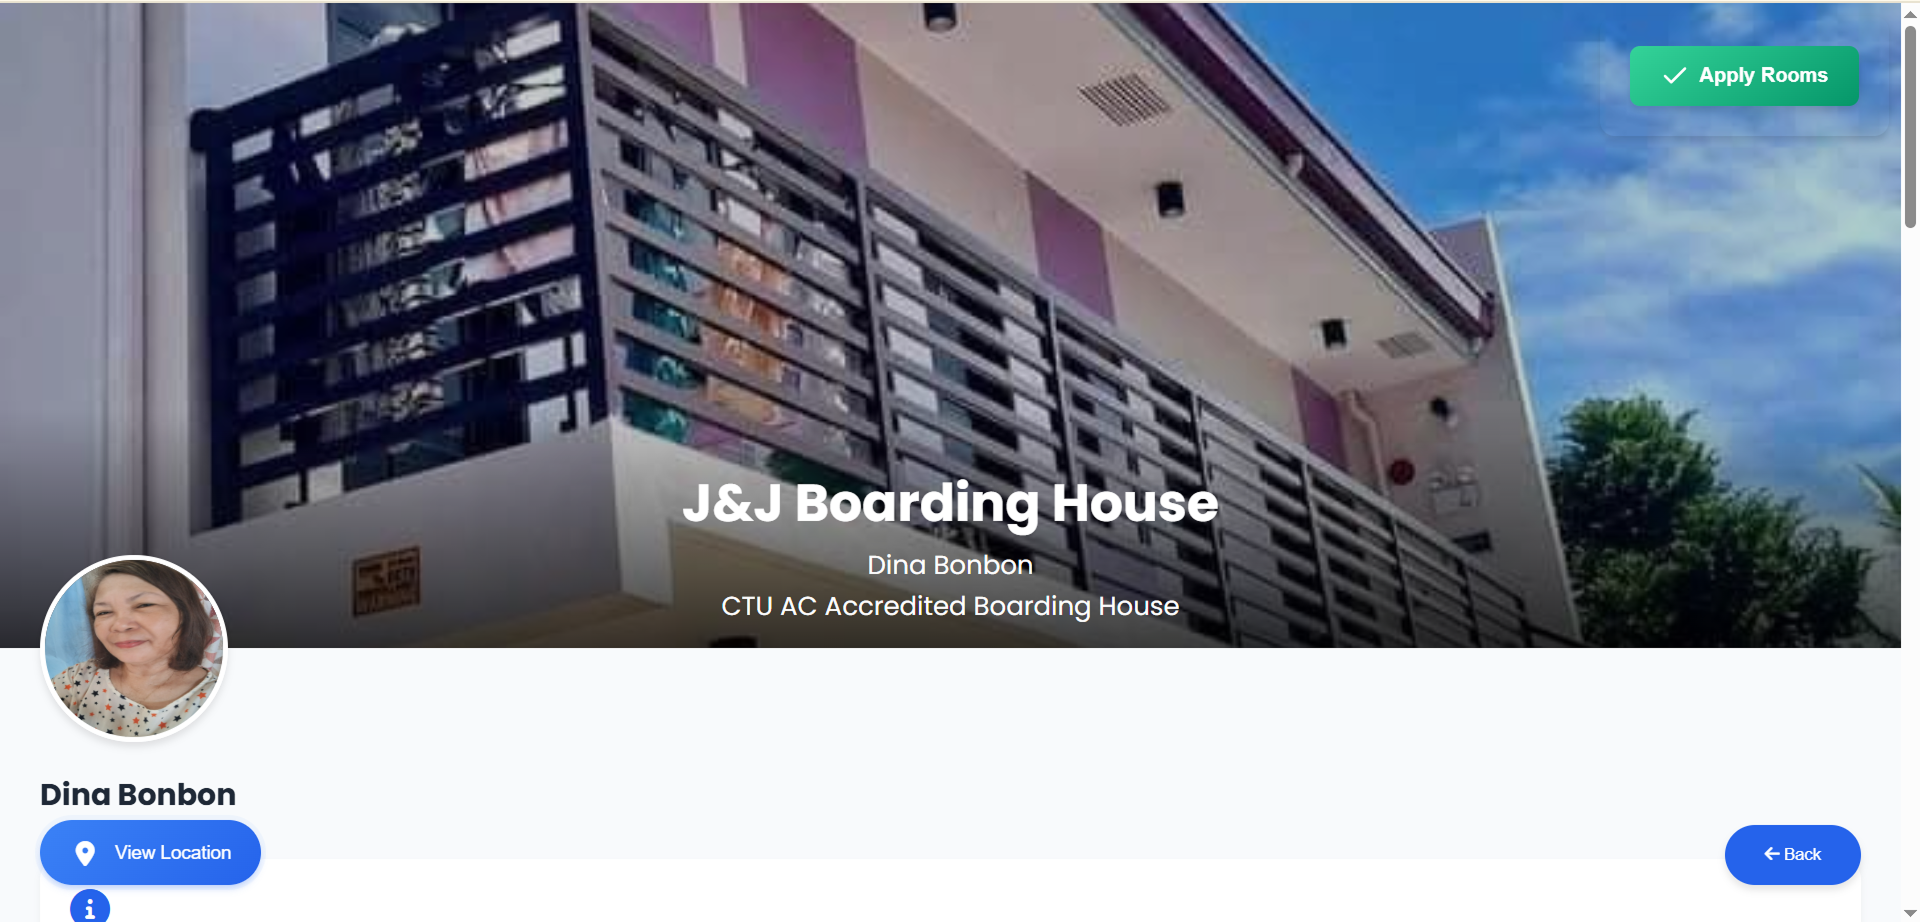 Apply Rooms
J&J Boarding House
Dina Bonbon
CTU AC Accredited Boarding House
Dina Bonbon
View Location
Back